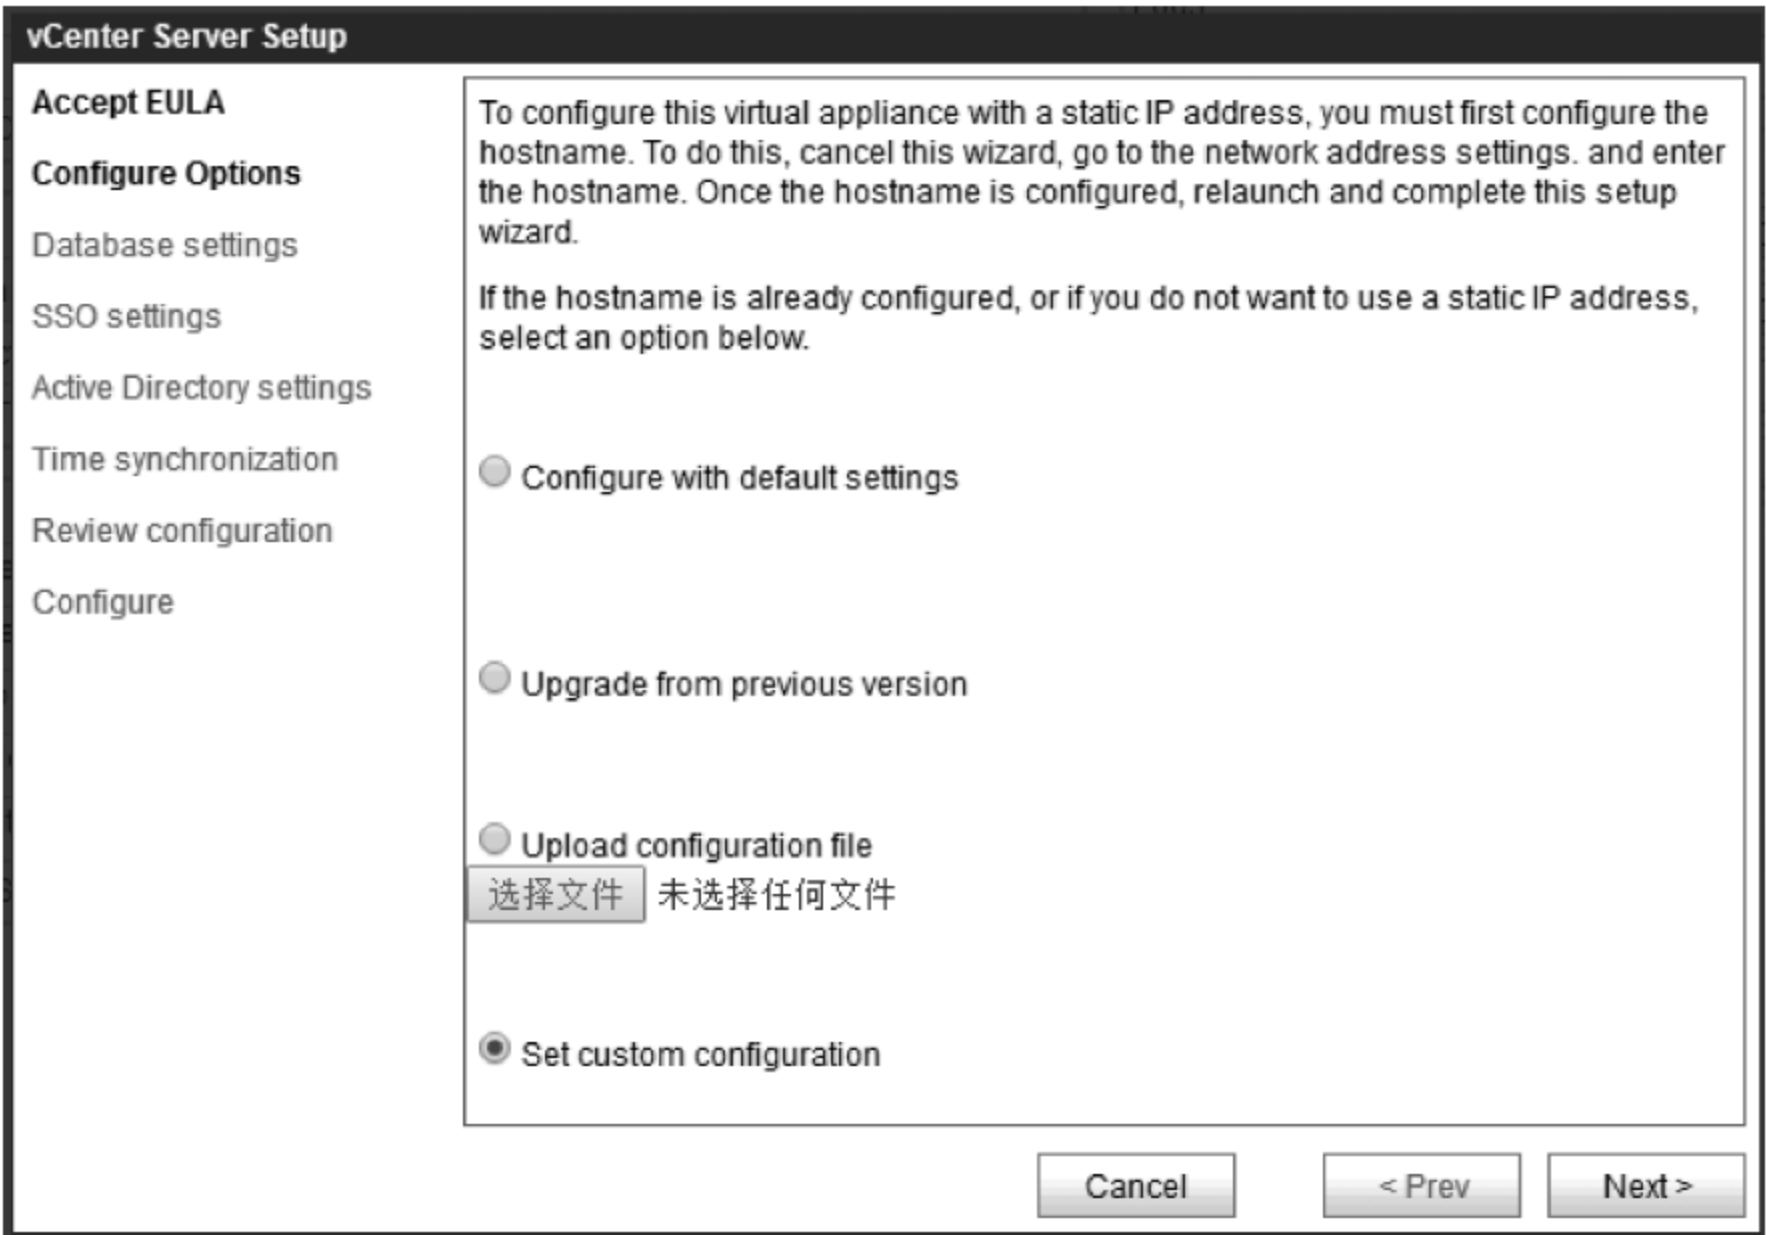 vCenter Server Setup
Accept EULA
Configure Options
Database settings
SSO settings
Active Directory settings
Time synchronization
Review configuration
Configure
To configure this virtual appliance with a static IP address, you must first configure the
hostname. To do this, cancel this wizard, go to the network address settings. and enter
the hostname. Once the hostname is configured, relaunch and complete this setup
wizard.
If the hostname is already configured, or if you do not want to use a static IP address,
select an option below.
Configure with default settings
Upgrade from previous version
Upload configuration file
选择文件 未选择任何文件
Set custom configuration
Cancel < Prev Next >